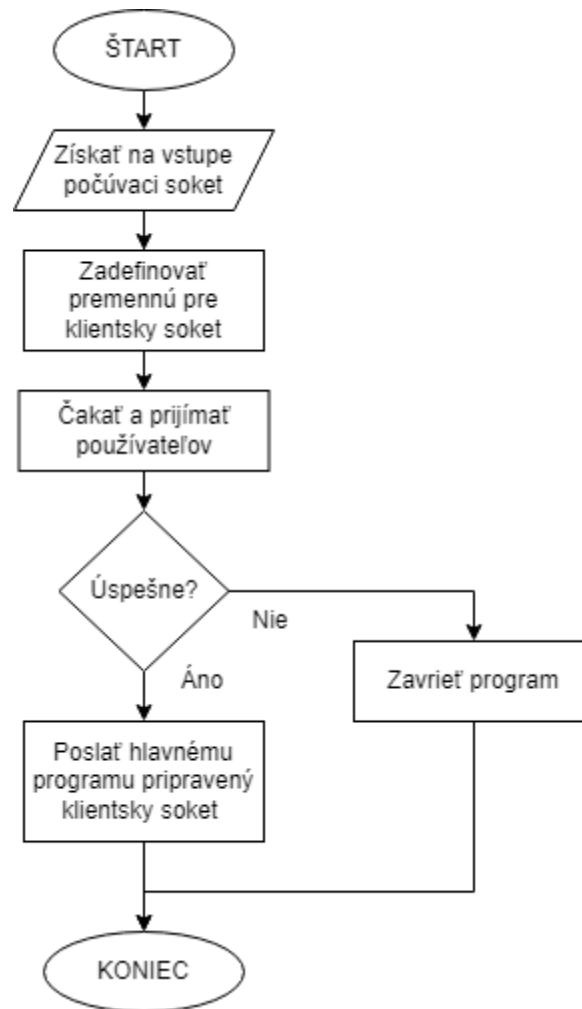 ŠTART
Získať na vstupe
počúvaci soket
Zadefinovať
premennú pre
klientsky soket
Čakať a prijímať
používateľov
Úspešne?
Nie
Áno
Zavrieť program
Poslať hlavnému
programu pripravený
klientsky soket
KONIEC